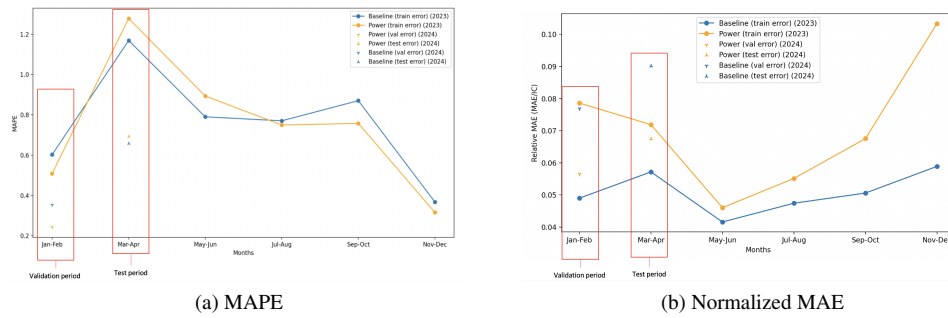 Baseline (train error) (2023)
Power (train error) (2023)
Power (val error) (2024)
Power (test error) (2024)
Baseline (val error) (2024)
Baseline (test error) (2024)
1.2
1.0
0.8
0.6
0.4
0.2
MAPE
Jan-Feb
Mar-Apr
May-Jun
Jul-Aug
Sep-Oct
Nov-Dec
Months
Validation period
Test period
(a) MAPE
Baseline (train error) (2023)
Power (train error) (2023)
Power (val error) (2024)
Power (test error) (2024)
Baseline (val error) (2024)
Baseline (test error) (2024)
0.10
0.09
0.08
0.07
0.06
0.05
0.04
Relative MAE (MAE/IC)
Jan-Feb
Mar-Apr
May-Jun
Jul-Aug
Sep-Oct
Nov-De
Months
Validation period
Test period
(b) Normalized MAE